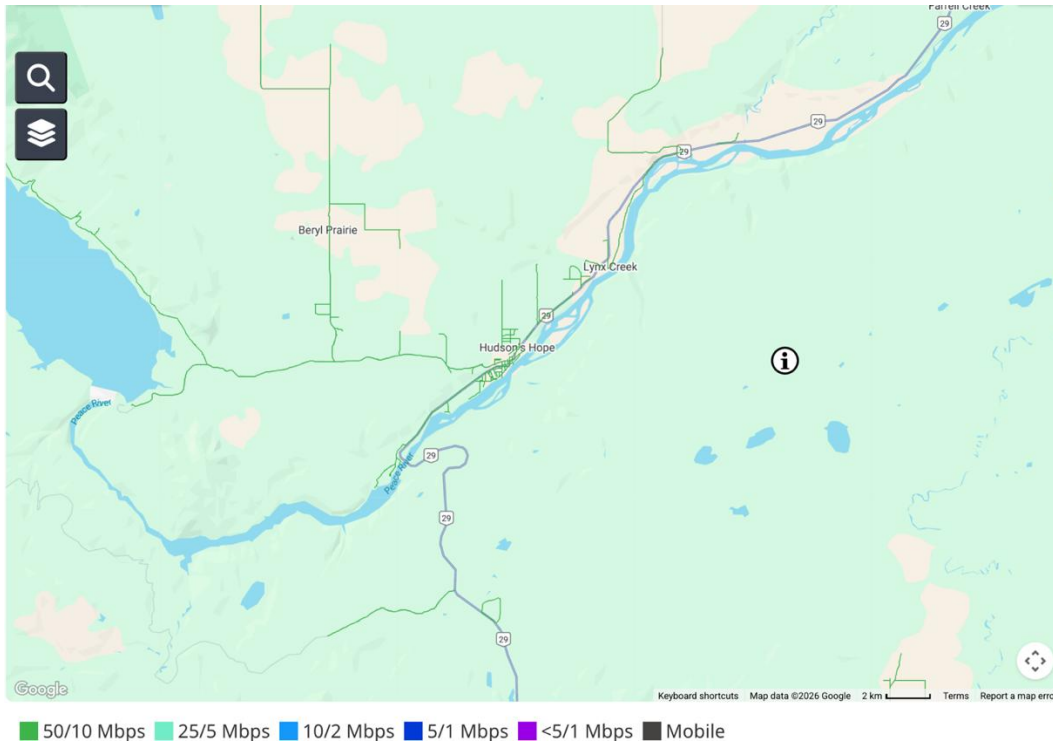 Farrell Creek
29
29
29
Beryl Prairie
Lynx Creek
29
Hudson's Hope
Peace River
29
Peace River
29
29
Google
Keyboard shortcuts Map data ©2026 Google 2 km Terms Report a map erro
50/10 Mbps 25/5 Mbps 10/2 Mbps 5/1 Mbps <5/1 Mbps Mobile